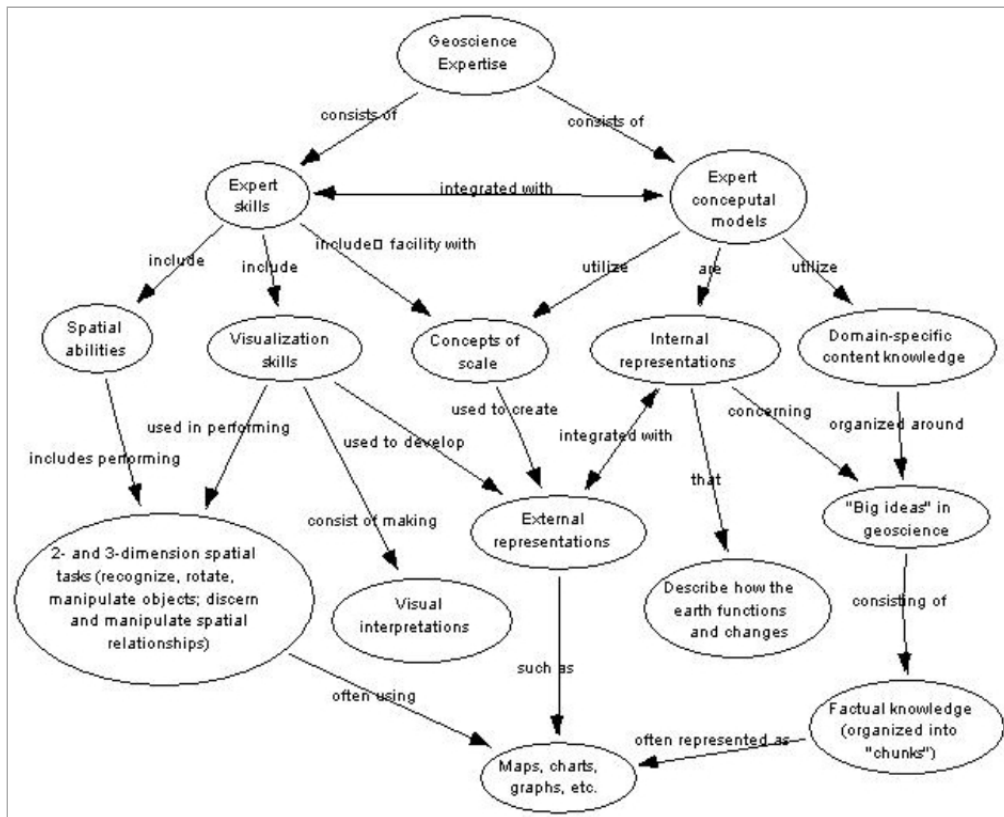 Geoscience
Expertise
consists of
consists of
Expert
skills
integrated with
Expert
conceputal
models
include
include
include□ facility with
utilize
are
utilize
Spatial
abilities
Visualization
skills
Concepts of
scale
Internal
representations
Domain-specific
content knowledge
used in performing
used to develop
used to create
integrated with
concerning
organized around
includes performing
that
consist of making
2- and 3-dimension spatial
tasks (recognize, rotate,
manipulate objects; discern
and manipulate spatial
relationships)
Visual
interpretations
External
representations
Describe how the
earth functions
and changes
"Big ideas" in
geoscience
consisting of
often using
such as
often represented as
Factual knowledge
(organized into
"chunks")
Maps, charts,
graphs, etc.